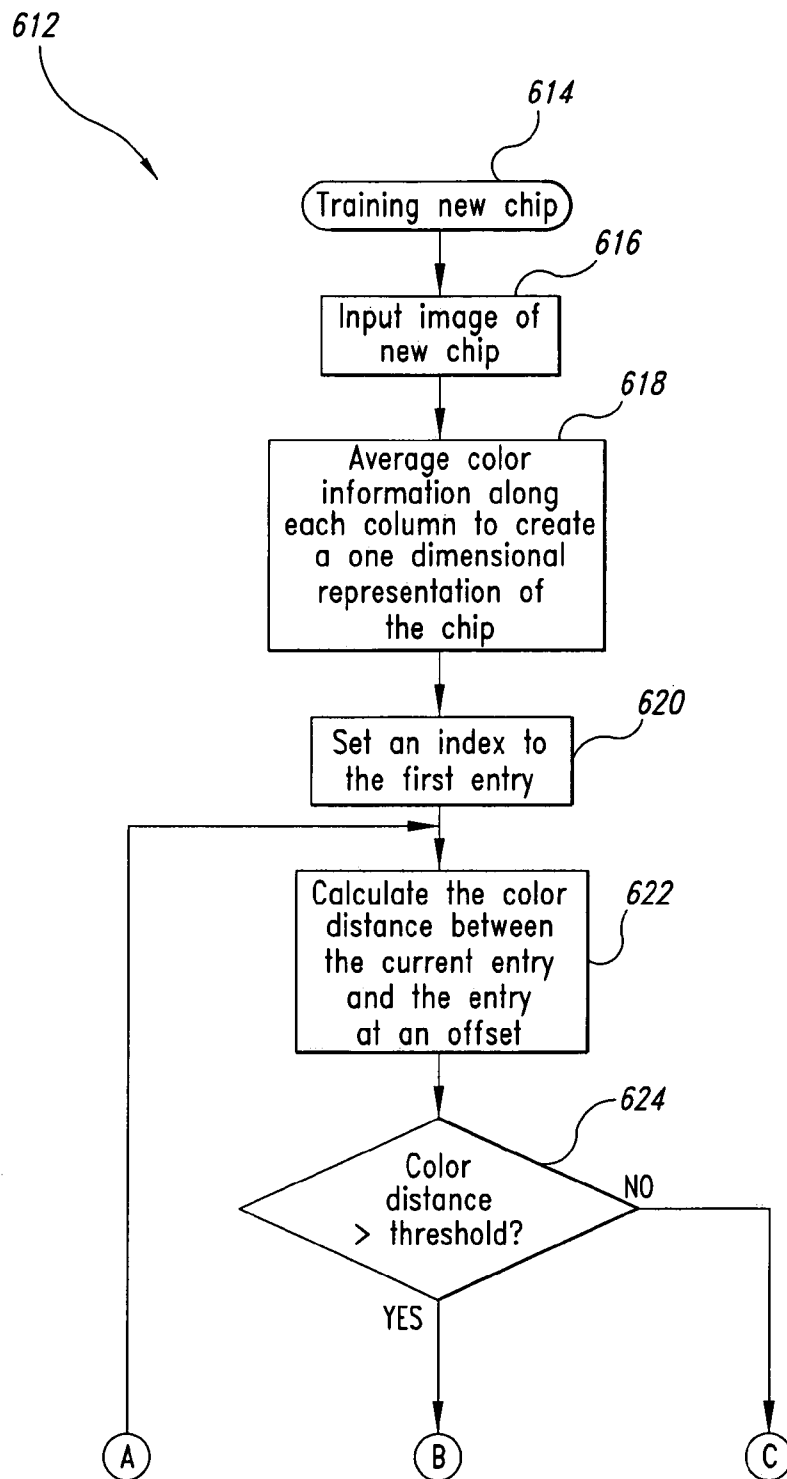 612
614
Training new chip
616
Input image of
new chip
618
Average color
information along
each column to create
a one dimensional
representation of
the chip
620
Set an index to
the first entry
622
Calculate the color
distance between
the current entry
and the entry
at an offset
624
Color
distance
> threshold?
NO
YES
A
B
C